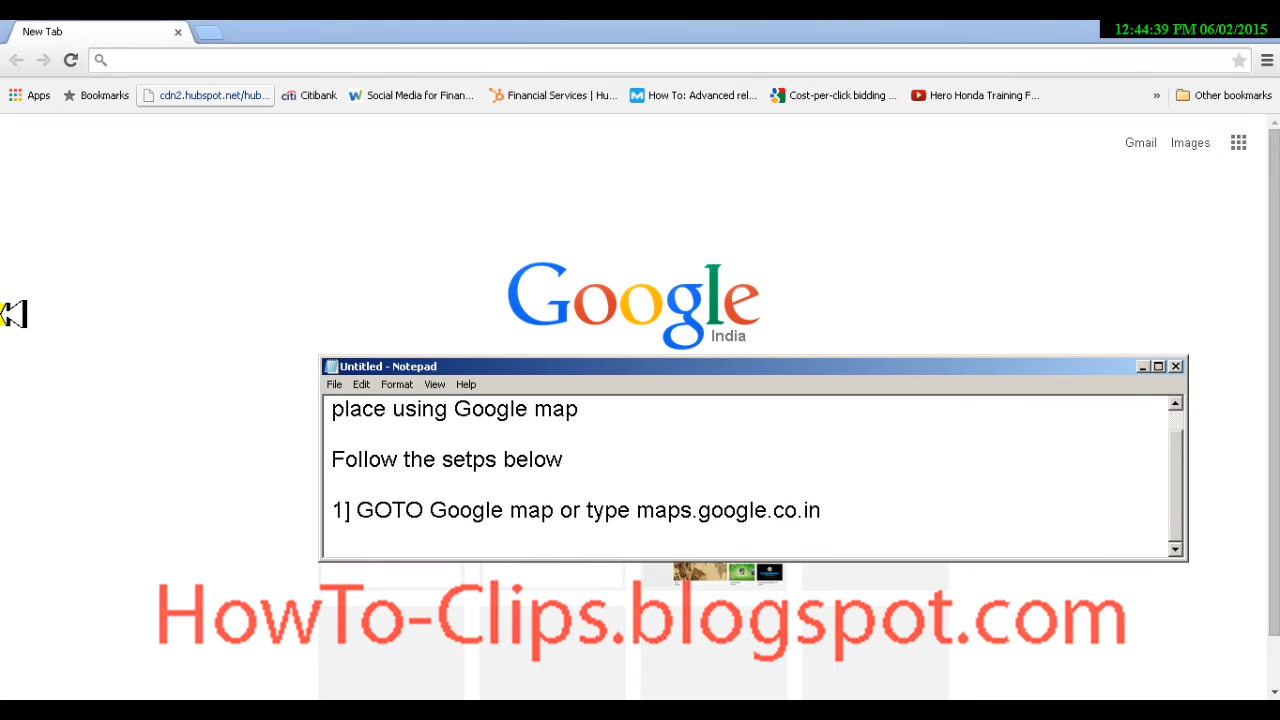 New Tab
12:44:39 PM 06/02/2015
Apps Bookmarks cdn2.hubspot.net/hub... citi Citibank Social Media for Finan... Financial Services | Hu... How To: Advanced rel... Cost-per-click bidding ... Hero Honda Training F... » Other bookmarks
Gmail Images
Google
India
Untitled - Notepad
File Edit Format View Help
place using Google map
Follow the setps below
1] GOTO Google map or type maps.google.co.in
HowTo-Clips.blogspot.com